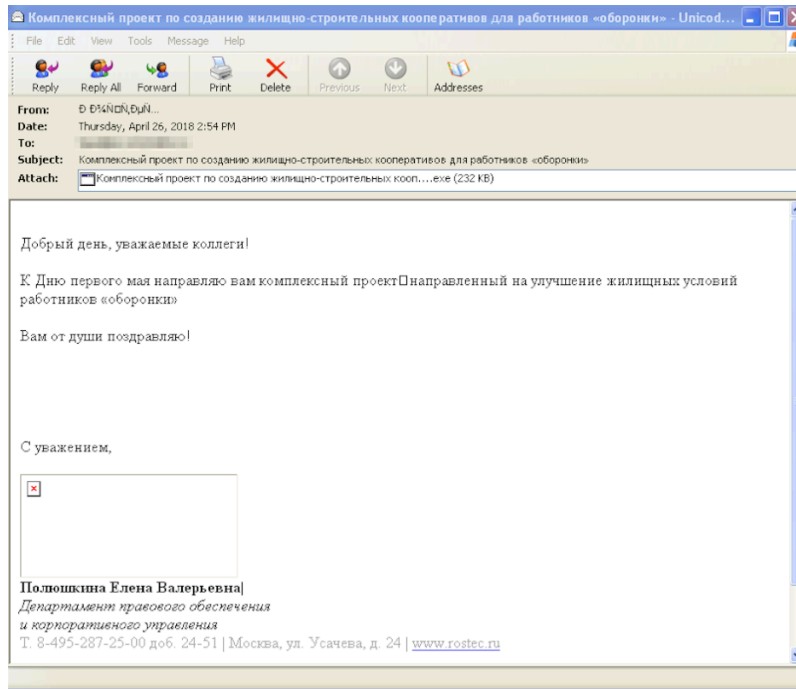 Комплексный проект по созданию жилищно-строительных кооперативов для работников «оборонки» - Unicod...
File Edit View Tools Message Help
Reply Reply All Forward Print Delete Previous Next Addresses
From: Ð Ð¾ÑÑ‚ÐµÑ...
Date: Thursday, April 26, 2018 2:54 PM
To:
Subject: Комплексный проект по созданию жилищно-строительных кооперативов для работников «оборонки»
Attach: Комплексный проект по созданию жилищно-строительных кооп....exe (232 KB)
Добрый день, уважаемые коллеги!
К Дню первого мая направляю вам комплексный проект□направленный на улучшение жилищных условий
работников «оборонки»
Вам от души поздравляю!
С уважением,
Полюшкина Елена Валерьевна|
Департамент правового обеспечения
и корпоративного управления
Т. 8-495-287-25-00 доб. 24-51 | Москва, ул. Усачева, д. 24 | www.rostec.ru